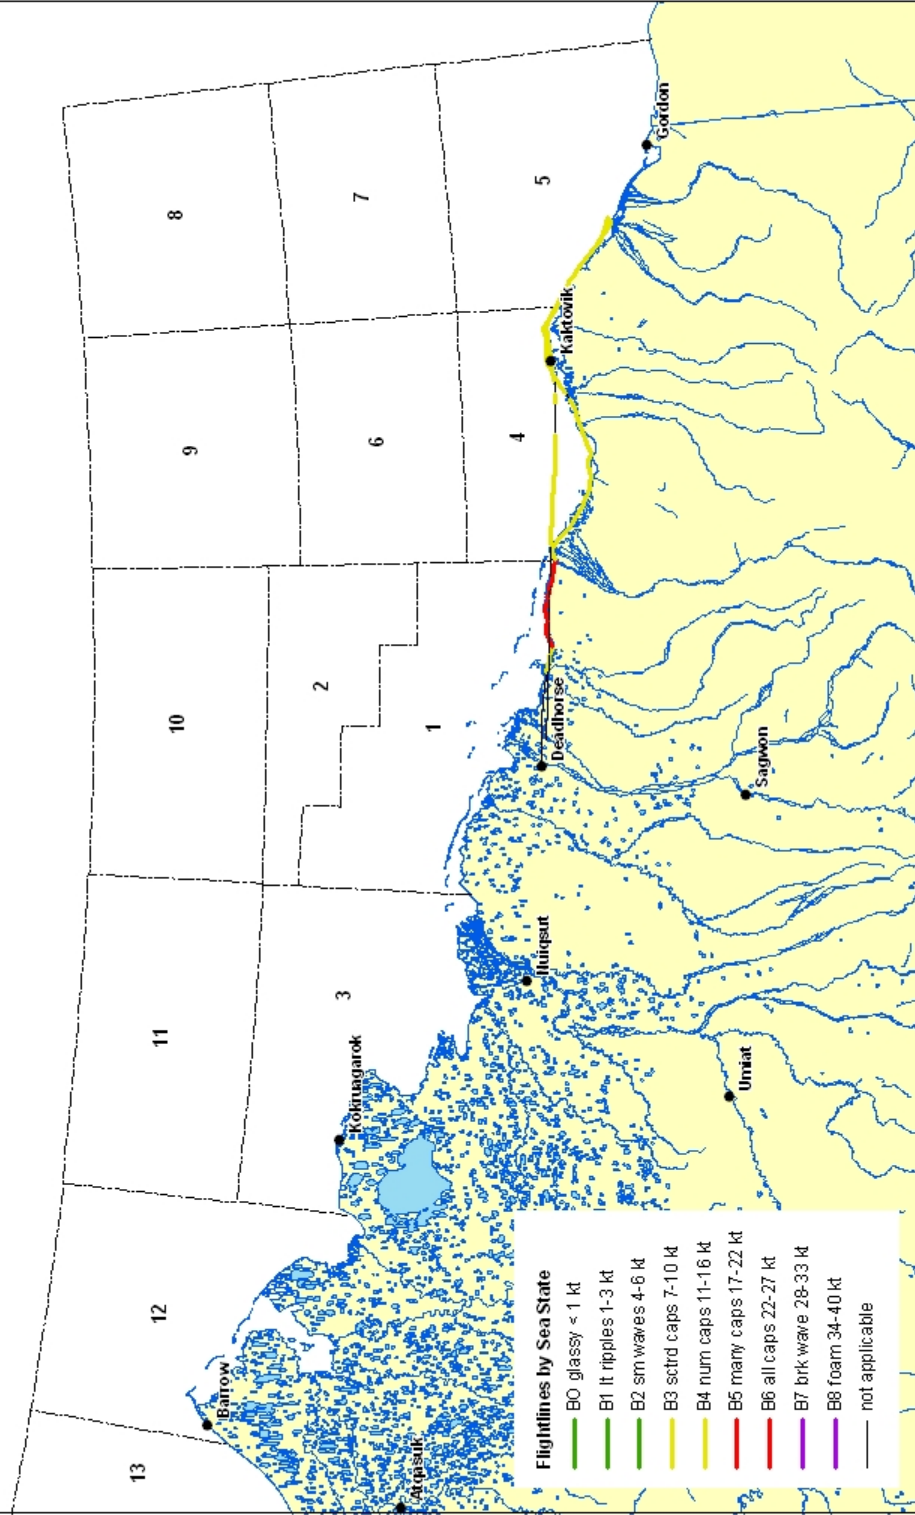 13
12
11
10
9
8
3
2
1
6
7
4
5
Barrow
Atqasuk
Kokruagarok
Nuiqsut
Umiat
Deadhorse
Sagwon
Kaktovik
Gordon
Flightlines by Sea State
B0 glassy < 1 kt
B1 lt ripples 1-3 kt
B2 sm waves 4-6 kt
B3 sctrd caps 7-10 kt
B4 num caps 11-16 kt
B5 many caps 17-22 kt
B6 all caps 22-27 kt
B7 brk wave 28-33 kt
B8 foam 34-40 kt
not applicable